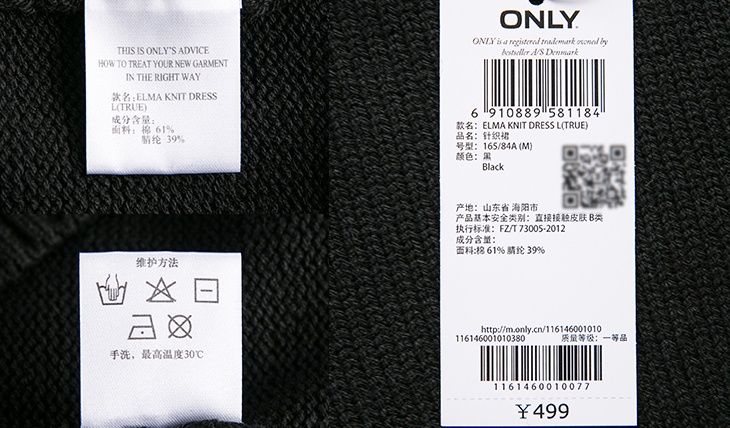 THIS IS ONLY'S ADVICE
HOW TO TREAT YOUR NEW GARMENT
IN THE RIGHT WAY
款名: ELMA KNIT DRESS
L(TRUE)
成分含量:
面料: 棉 61%
腈纶 39%
维护方法
手洗，最高温度30℃
ONLY
ONLY is a registered trademark owned by
bestseller A/S Denmark
6 910889 581184
款名: ELMA KNIT DRESS L(TRUE)
品名: 针织裙
号型: 165/84A (M)
颜色: 黑
Black
产地: 山东省 海阳市
产品基本安全类别: 直接接触皮肤 B类
执行标准: FZ/T 73005-2012
成分含量:
面料:棉 61% 腈纶 39%
http://m.only.cn/116146001010
116146001010380 质量等级: 一等品
1161460010077
¥499